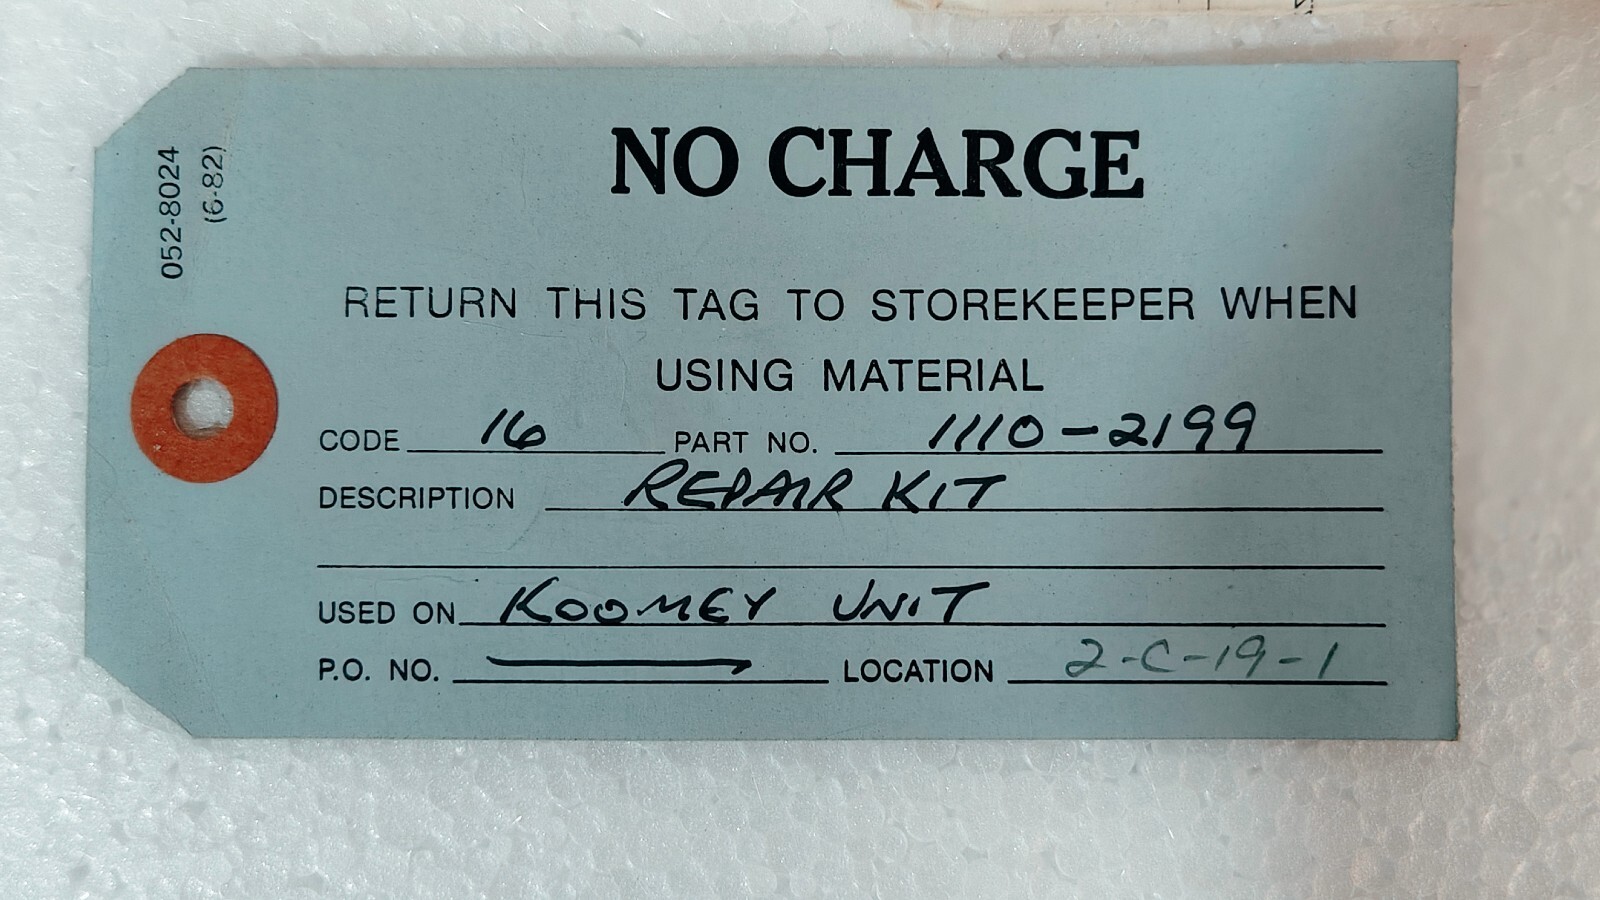 052-8024
(6-82)
NO CHARGE
RETURN THIS TAG TO STOREKEEPER WHEN
USING MATERIAL
CODE 16 PART NO. 1110-2199
DESCRIPTION REPAIR KIT
USED ON KOOMEY UNIT
P.O. NO. LOCATION 2-C-19-1